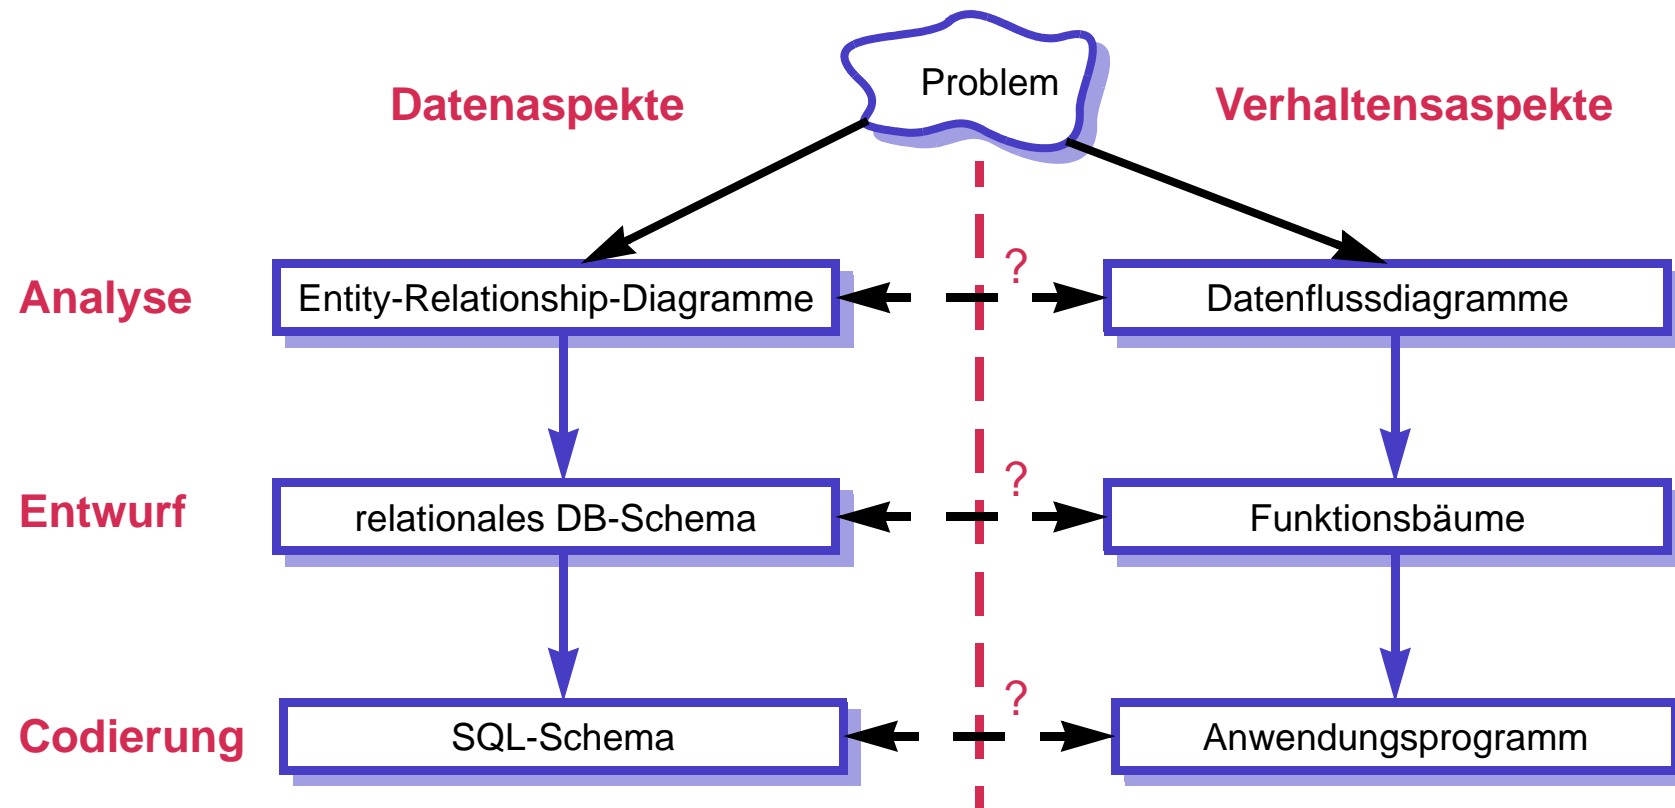 Problem
Datenaspekte
Verhaltensaspekte
?
Analyse
Entity-Relationship-Diagramme
Datenflussdiagramme
?
Entwurf
relationales DB-Schema
Funktionsbäume
?
Codierung
SQL-Schema
Anwendungsprogramm